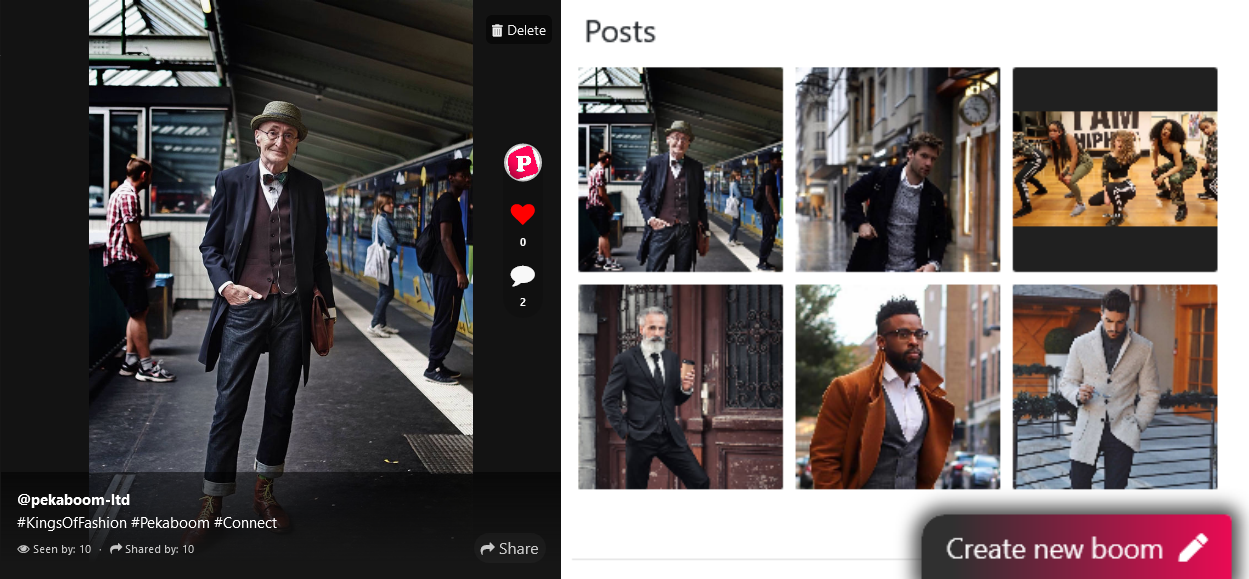 Delete
P
0
2
@pekaboom-ltd
#KingsOfFashion #Pekaboom #Connect
Seen by: 10 · Shared by: 10
Share
Posts
I AM
HIPHOP
Create new boom